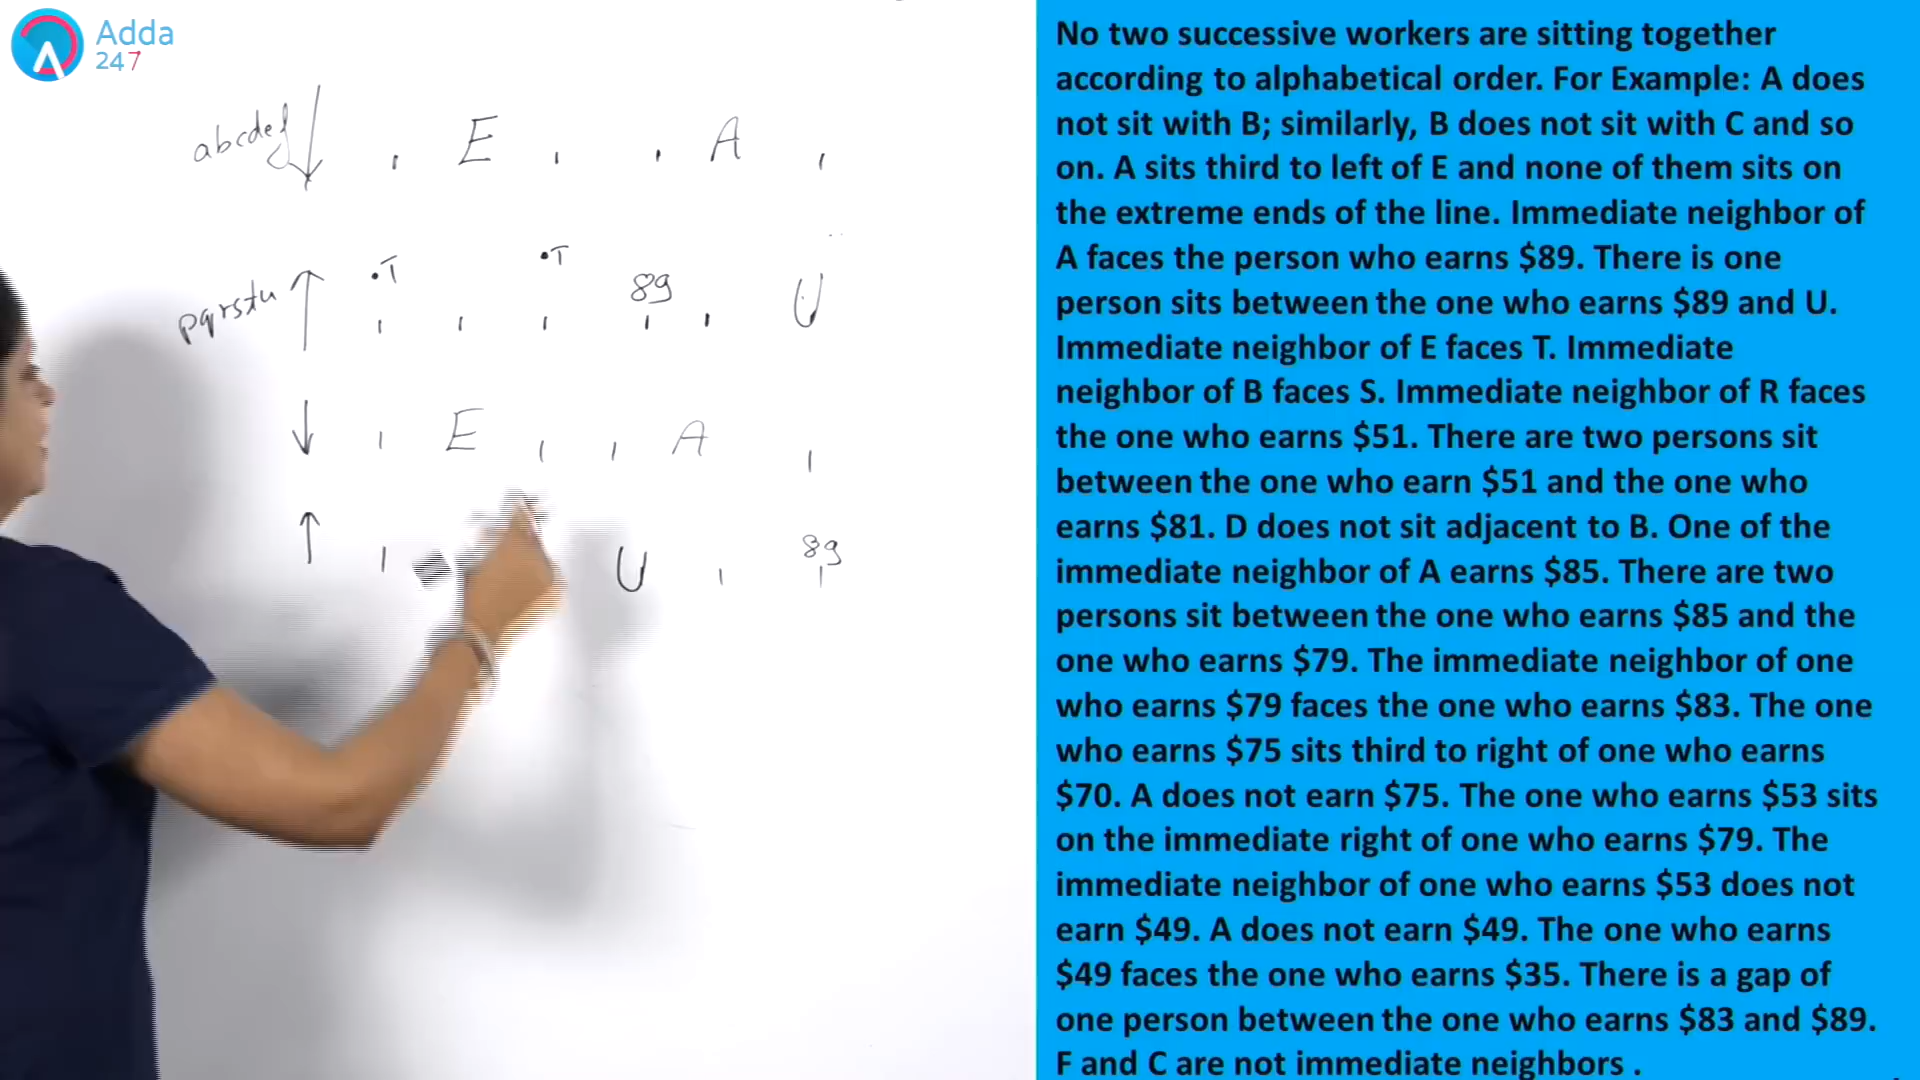 Adda
247
abcdef E A
T T
pqrstu 89 U
E A
U 89
No two successive workers are sitting together
according to alphabetical order. For Example: A does
not sit with B; similarly, B does not sit with C and so
on. A sits third to left of E and none of them sits on
the extreme ends of the line. Immediate neighbor of
A faces the person who earns $89. There is one
person sits between the one who earns $89 and U.
Immediate neighbor of E faces T. Immediate
neighbor of B faces S. Immediate neighbor of R faces
the one who earns $51. There are two persons sit
between the one who earn $51 and the one who
earns $81. D does not sit adjacent to B. One of the
immediate neighbor of A earns $85. There are two
persons sit between the one who earns $85 and the
one who earns $79. The immediate neighbor of one
who earns $79 faces the one who earns $83. The one
who earns $75 sits third to right of one who earns
$70. A does not earn $75. The one who earns $53 sits
on the immediate right of one who earns $79. The
immediate neighbor of one who earns $53 does not
earn $49. A does not earn $49. The one who earns
$49 faces the one who earns $35. There is a gap of
one person between the one who earns $83 and $89.
F and C are not immediate neighbors .